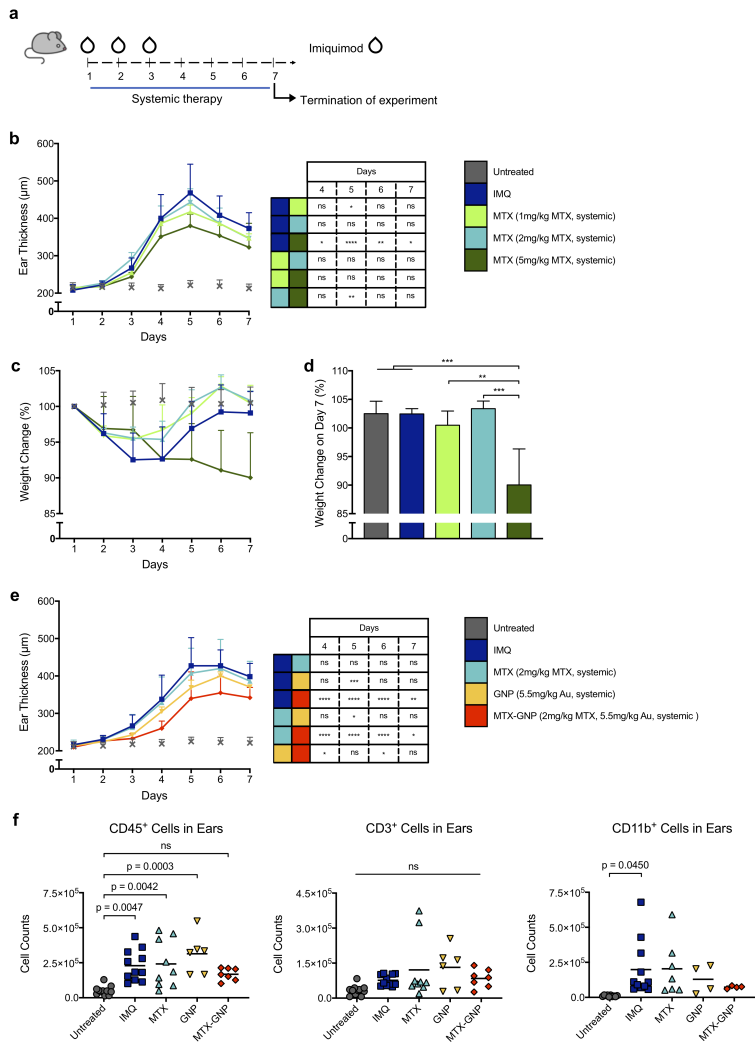 a
Imiquimod
1 2 3 4 5 6 7
Systemic therapy
Termination of experiment
b
600
500
400
300
200
0
Ear Thickness (µm)
1 2 3 4 5 6 7
Days
Days
4 5 6 7
ns * ns ns
ns ns ns ns
* **** ** *
ns ns ns ns
ns ns ns ns
ns ** ns ns
Untreated
IMQ
MTX (1mg/kg MTX, systemic)
MTX (2mg/kg MTX, systemic)
MTX (5mg/kg MTX, systemic)
c
105
100
95
90
85
0
Weight Change (%)
1 2 3 4 5 6 7
Days
d
110
105
100
95
90
85
0
Weight Change on Day 7 (%)
***
**
***
e
600
500
400
300
200
0
Ear Thickness (µm)
1 2 3 4 5 6 7
Days
Days
4 5 6 7
ns ns ns ns
ns *** ns ns
**** **** **** **
ns * ns ns
**** **** **** *
* ns * ns
Untreated
IMQ
MTX (2mg/kg MTX, systemic)
GNP (5.5mg/kg Au, systemic)
MTX-GNP (2mg/kg MTX, 5.5mg/kg Au, systemic )
f
CD45⁺ Cells in Ears
ns
p = 0.0003
p = 0.0042
p = 0.0047
7.5×10⁵
5.0×10⁵
2.5×10⁵
0.0
Cell Counts
Untreated IMQ MTX GNP MTX-GNP
CD3⁺ Cells in Ears
ns
4.5×10⁵
3.0×10⁵
1.5×10⁵
0.0
Cell Counts
Untreated IMQ MTX GNP MTX-GNP
CD11b⁺ Cells in Ears
p = 0.0450
7.5×10⁵
5.0×10⁵
2.5×10⁵
0.0
Cell Counts
Untreated IMQ MTX GNP MTX-GNP